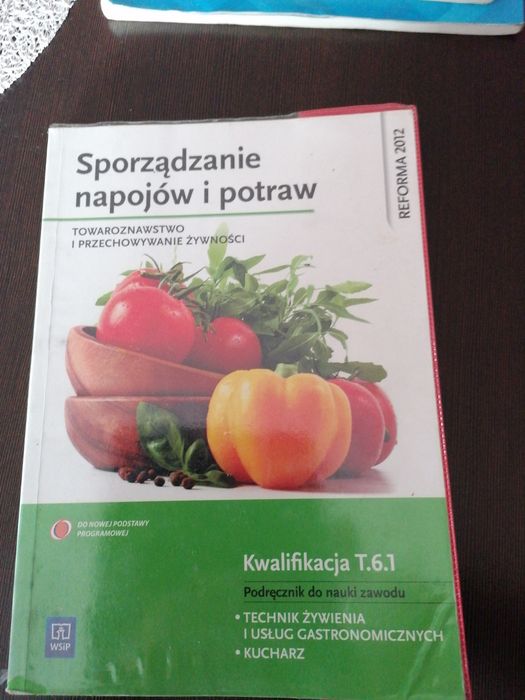 REFORMA 2012
Sporządzanie
napojów i potraw
TOWAROZNAWSTWO
I PRZECHOWYWANIE ŻYWNOŚCI
DO NOWEJ PODSTAWY
PROGRAMOWEJ
Kwalifikacja T.6.1
Podręcznik do nauki zawodu
• TECHNIK ŻYWIENIA
I USŁUG GASTRONOMICZNYCH
• KUCHARZ
WSiP